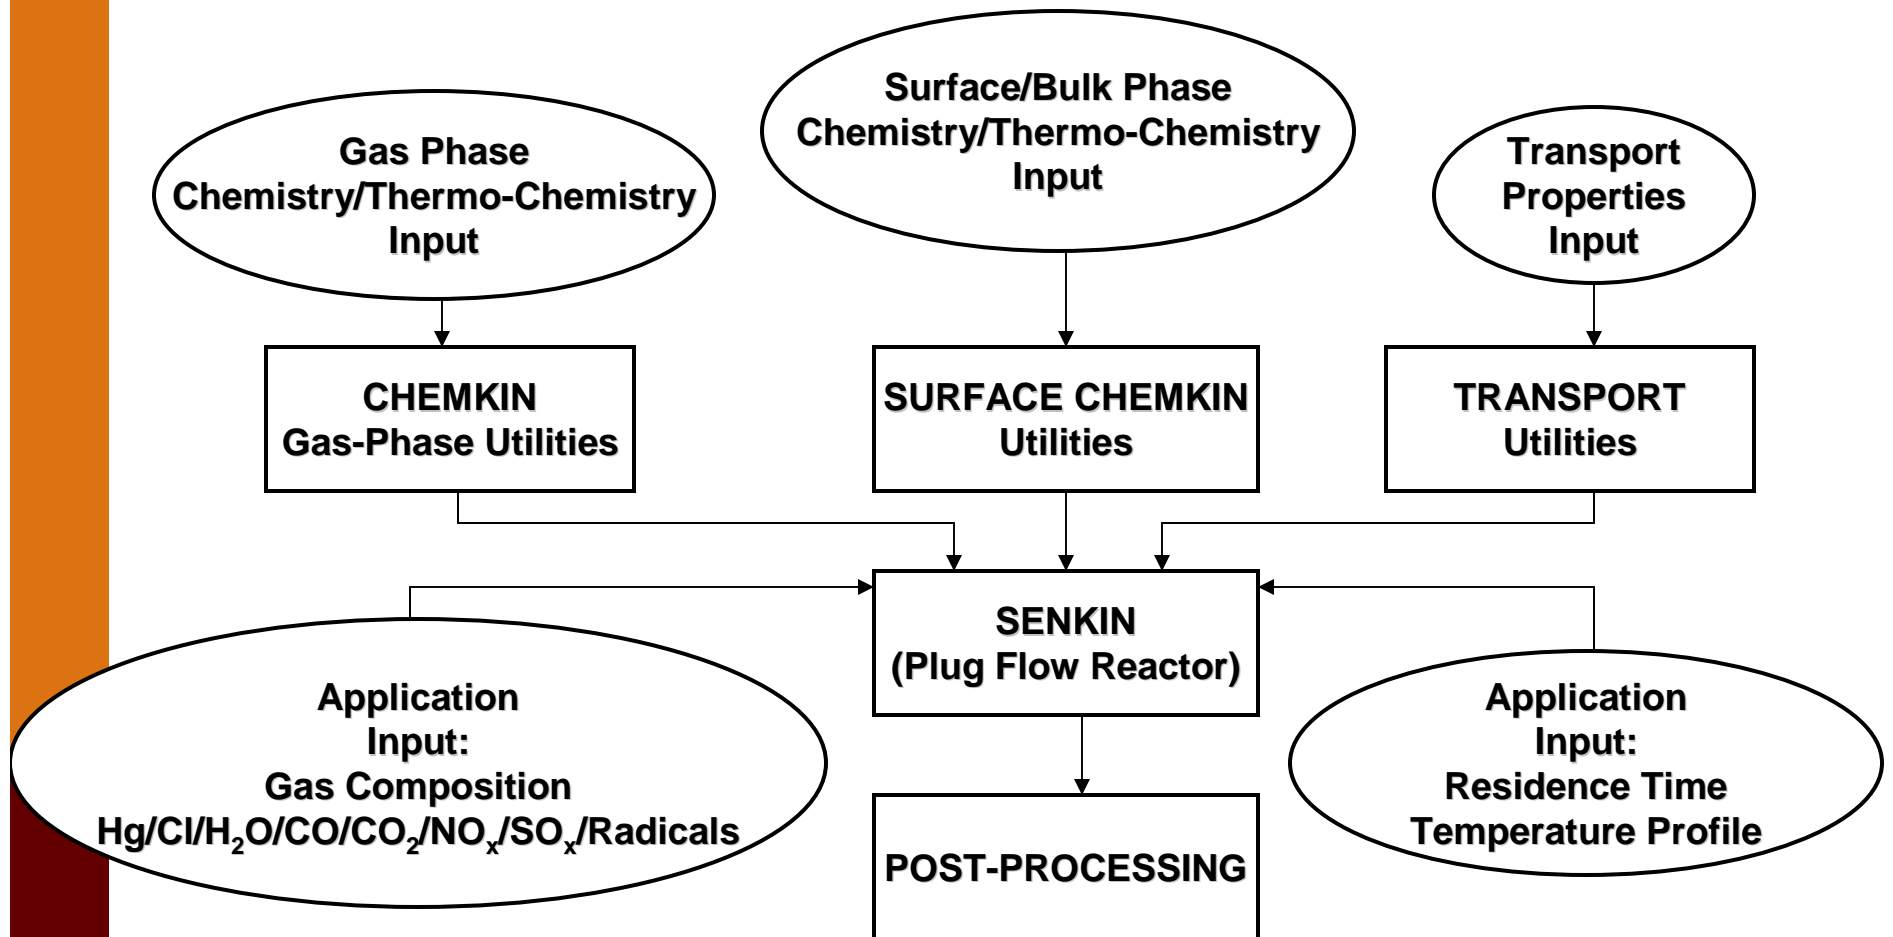 Gas Phase
Chemistry/Thermo-Chemistry
Input
Surface/Bulk Phase
Chemistry/Thermo-Chemistry
Input
Transport
Properties
Input
CHEMKIN
Gas-Phase Utilities
SURFACE CHEMKIN
Utilities
TRANSPORT
Utilities
SENKIN
(Plug Flow Reactor)
Application
Input:
Gas Composition
Hg/Cl/H₂O/CO/CO₂/NOₓ/SOₓ/Radicals
Application
Input:
Residence Time
Temperature Profile
POST-PROCESSING